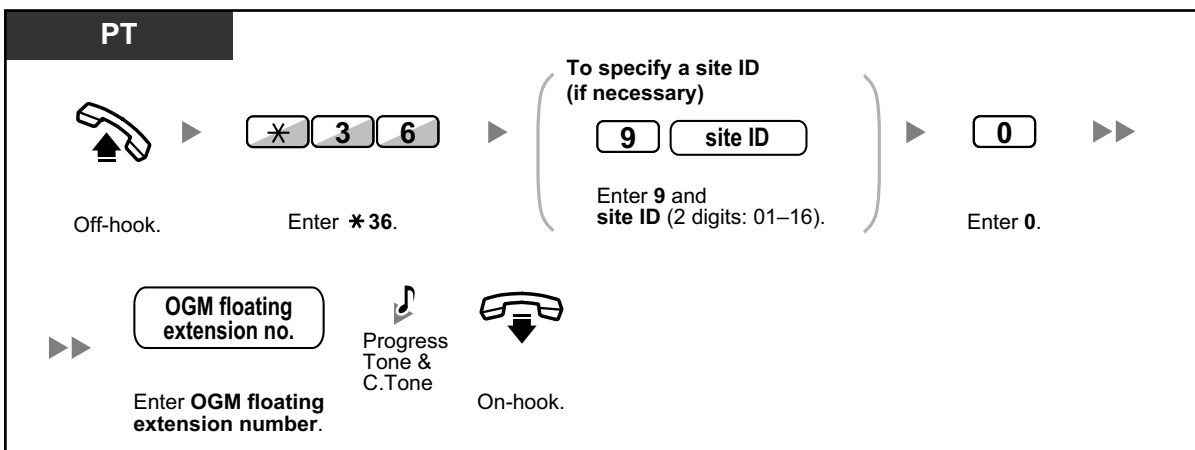 PT
To specify a site ID
(if necessary)
* 3 6
9 site ID
0
Off-hook.
Enter *36.
Enter 9 and
site ID (2 digits: 01–16).
Enter 0.
OGM floating
extension no.
Progress
Tone &
C.Tone
Enter OGM floating
extension number.
On-hook.